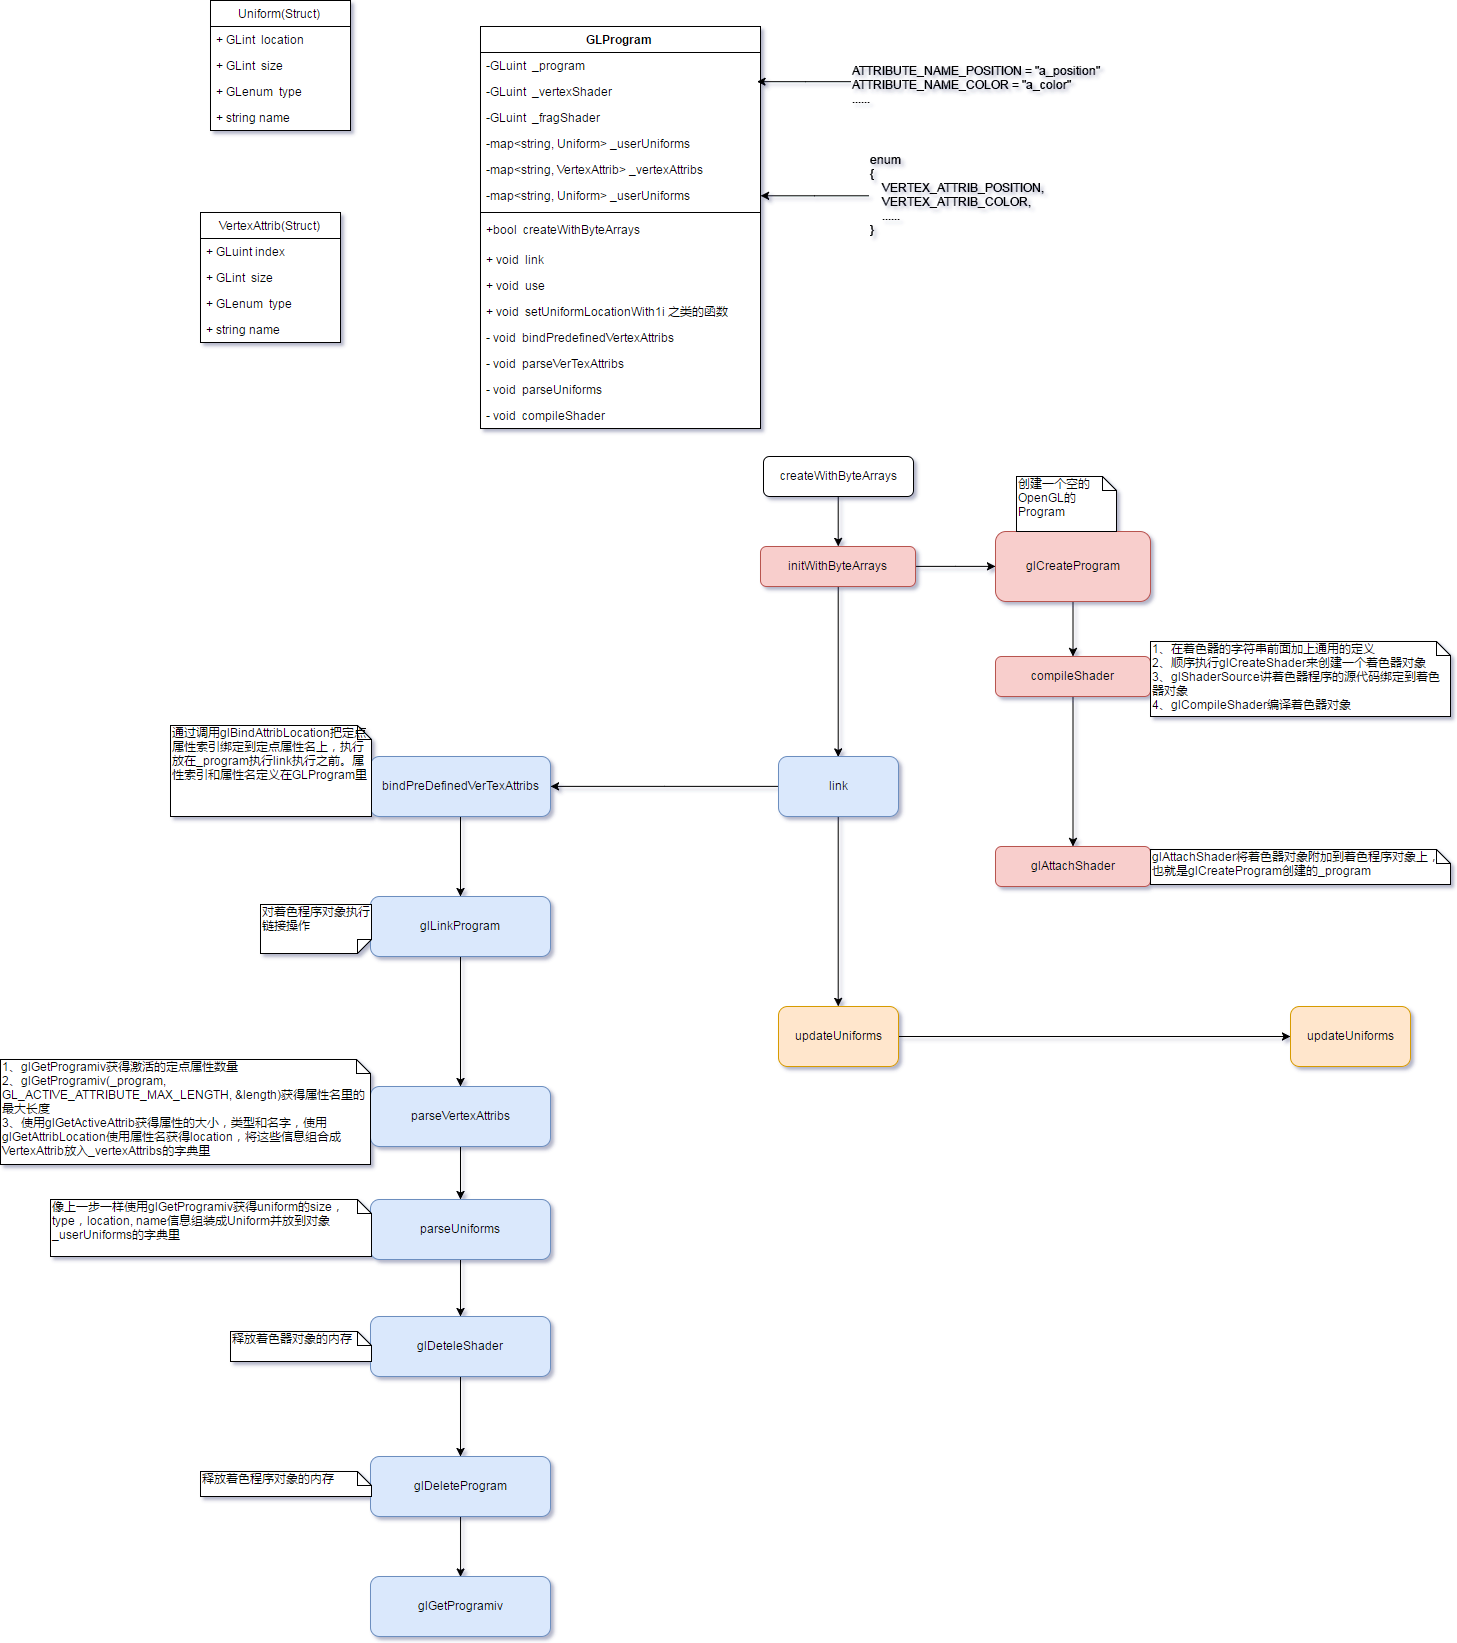 Uniform(Struct)
+ GLint  location
+ GLint  size
+ GLenum  type
+ string name
VertexAttrib(Struct)
+ GLuint index
+ GLint  size
+ GLenum  type
+ string name
GLProgram
-GLuint  _program
-GLuint  _vertexShader
-GLuint  _fragShader
-map<string, Uniform> _userUniforms
-map<string, VertexAttrib> _vertexAttribs
-map<string, Uniform> _userUniforms
+bool  createWithByteArrays
+ void  link
+ void  use
+ void  setUniformLocationWith1i 之类的函数
- void  bindPredefinedVertexAttribs
- void  parseVerTexAttribs
- void  parseUniforms
- void  compileShader
ATTRIBUTE_NAME_POSITION = "a_position"
ATTRIBUTE_NAME_COLOR = "a_color"
......
enum
{
VERTEX_ATTRIB_POSITION,
VERTEX_ATTRIB_COLOR,
......
}
createWithByteArrays
initWithByteArrays
创建一个空的
OpenGL的
Program
glCreateProgram
compileShader
1、在着色器的字符串前面加上通用的定义
2、顺序执行glCreateShader来创建一个着色器对象
3、glShaderSource讲着色器程序的源代码绑定到着色
器对象
4、glCompileShader编译着色器对象
glAttachShader
glAttachShader将着色器对象附加到着色程序对象上，
也就是glCreateProgram创建的_program
link
通过调用glBindAttribLocation把定点
属性索引绑定到定点属性名上，执行
放在_program执行link执行之前。属
性索引和属性名定义在GLProgram里
bindPreDefinedVerTexAttribs
对着色程序对象执行
链接操作
glLinkProgram
updateUniforms
updateUniforms
1、glGetProgramiv获得激活的定点属性数量
2、glGetProgramiv(_program,
GL_ACTIVE_ATTRIBUTE_MAX_LENGTH, &length)获得属性名里的
最大长度
3、使用glGetActiveAttrib获得属性的大小，类型和名字，使用
glGetAttribLocation使用属性名获得location，将这些信息组合成
VertexAttrib放入_vertexAttribs的字典里
parseVertexAttribs
像上一步一样使用glGetProgramiv获得uniform的size，
type，location, name信息组装成Uniform并放到对象
_userUniforms的字典里
parseUniforms
释放着色器对象的内存
glDeteleShader
释放着色程序对象的内存
glDeleteProgram
glGetProgramiv